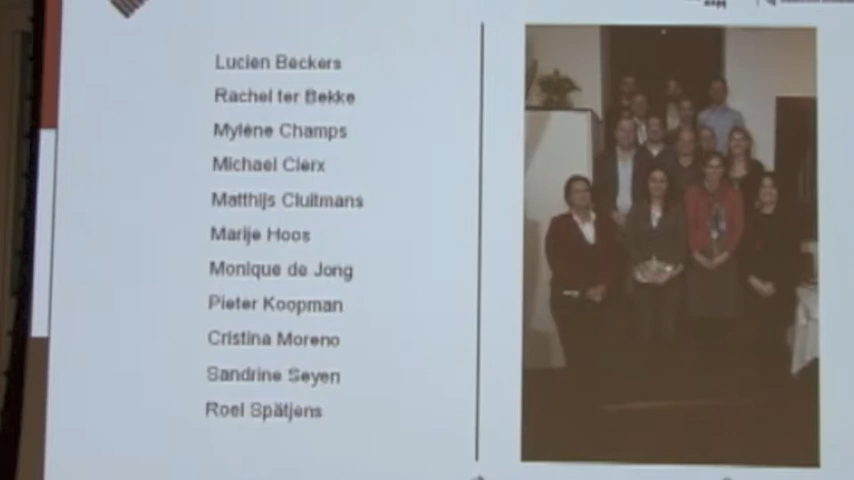 Lucien Beckers
Rachel ter Bekke
Mylène Champs
Michael Clerx
Matthijs Cluitmans
Marije Hoos
Monique de Jong
Pieter Koopman
Cristina Moreno
Sandrine Seyen
Roel Spätjens